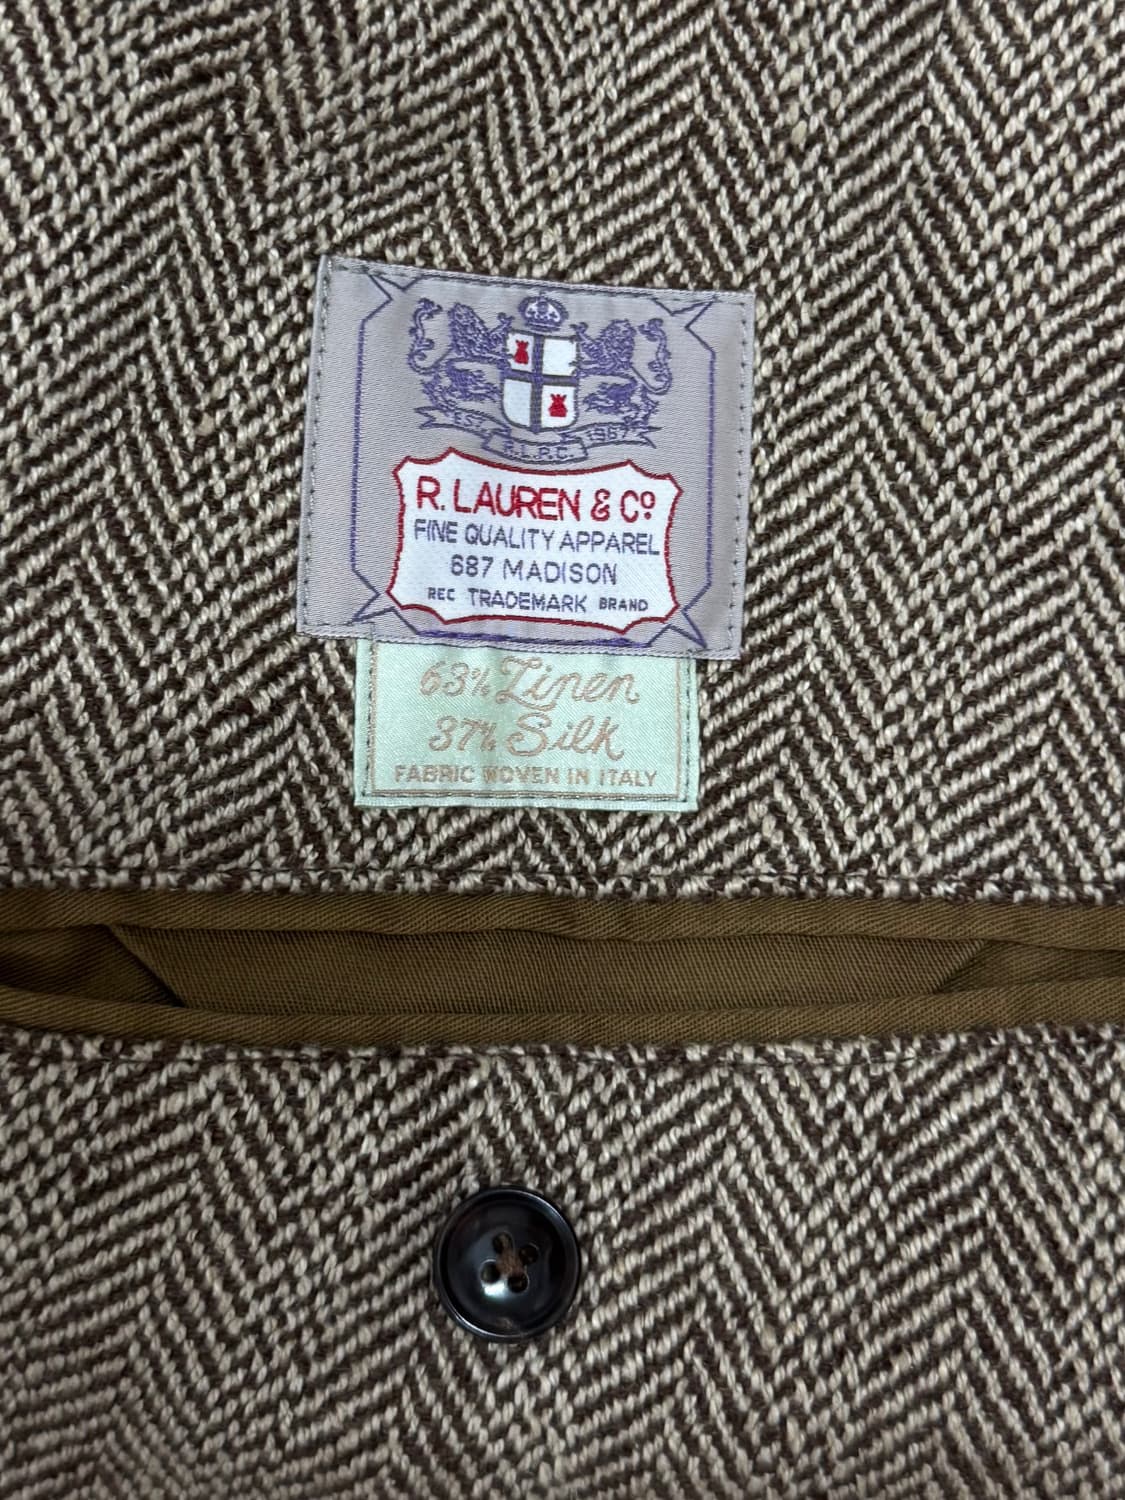 EST. 1967
R.L.P.C.
R. LAUREN & Cº
FINE QUALITY APPAREL
687 MADISON
REC TRADEMARK BRAND
63% Linen
37% Silk
FABRIC WOVEN IN ITALY